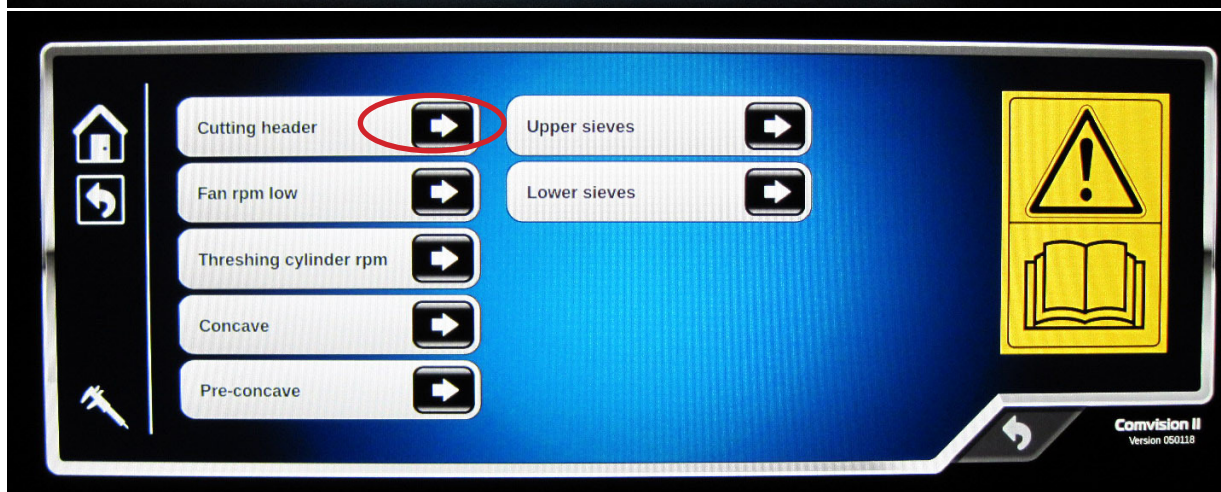 Cutting header
Fan rpm low
Threshing cylinder rpm
Concave
Pre-concave
Upper sieves
Lower sieves
Comvision II
Version 050118